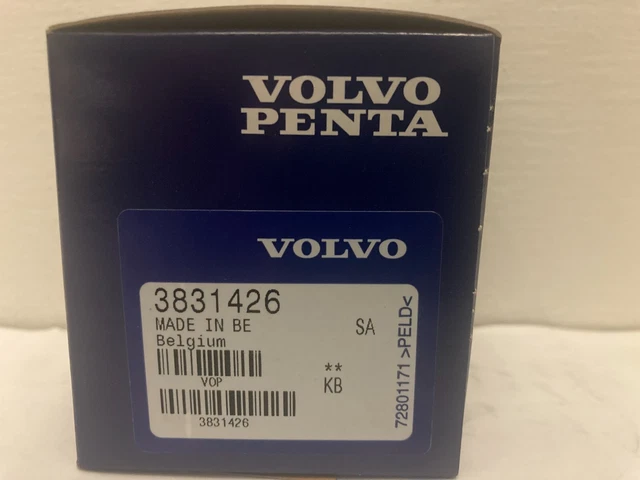 VOLVO
PENTA
VOLVO
3831426
MADE IN BE
SA
Belgium
VOP
**
KB
3831426
72801171 >PELD<